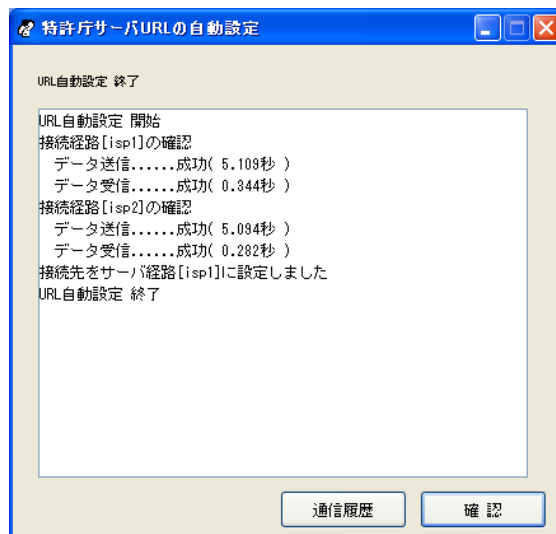 特許庁サーバURLの自動設定
URL自動設定 終了
URL自動設定 開始
接続経路[isp1]の確認
データ送信......成功( 5.109秒 )
データ受信......成功( 0.344秒 )
接続経路[isp2]の確認
データ送信......成功( 5.094秒 )
データ受信......成功( 0.282秒 )
接続先をサーバ経路[isp1]に設定しました
URL自動設定 終了
通信履歴
確 認